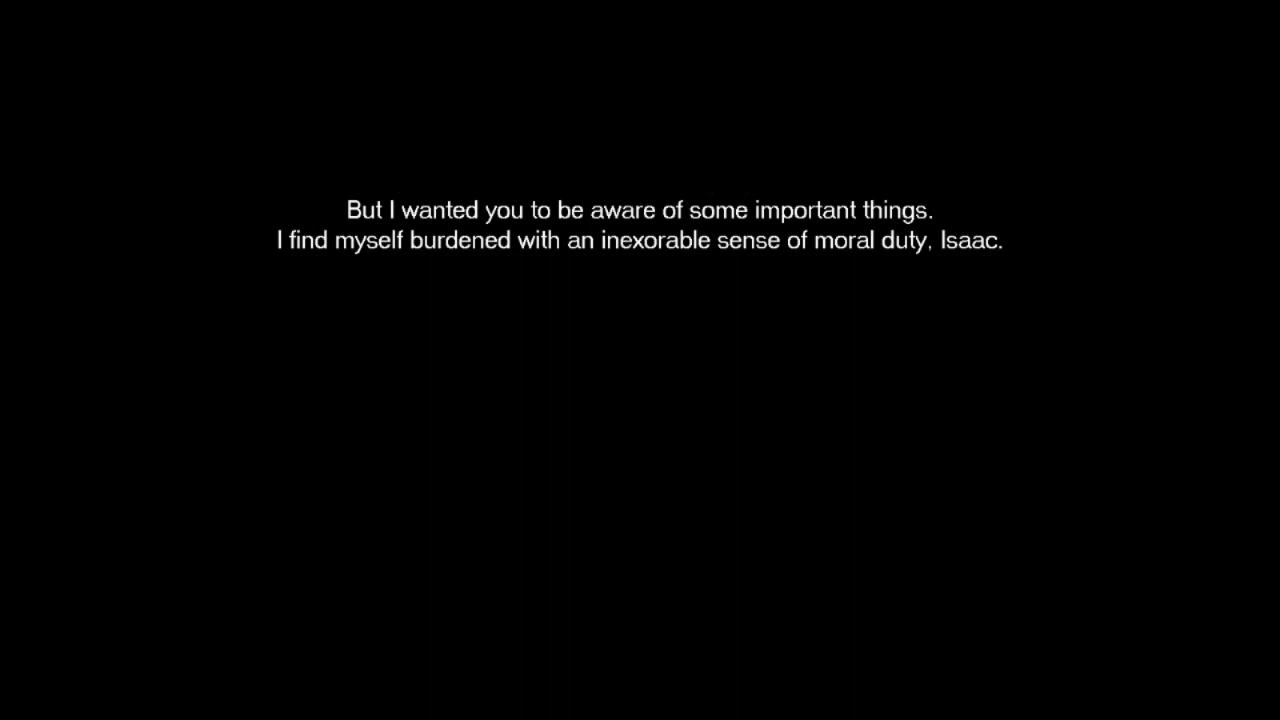 But I wanted you to be aware of some important things.
I find myself burdened with an inexorable sense of moral duty, Isaac.